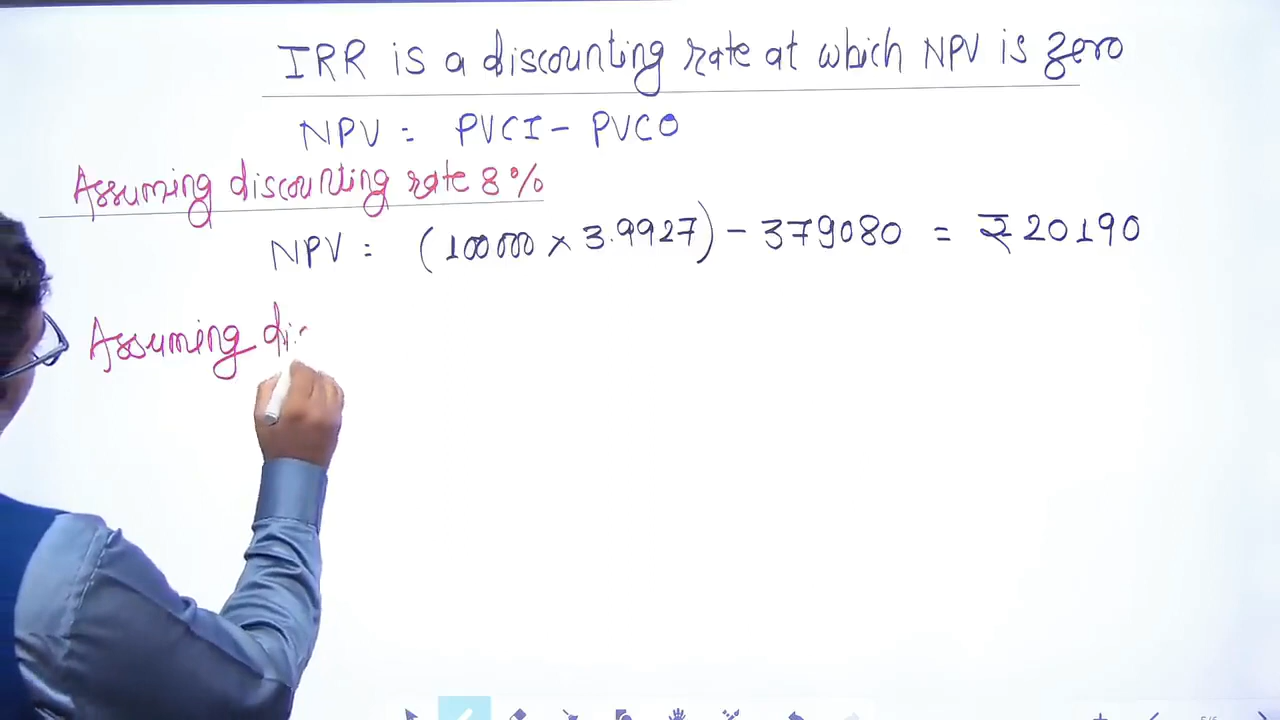 IRR is a discounting rate at which NPV is zero
NPV = PVCI - PVCO
Assuming discounting rate 8%
NPV = (100000 × 3.9927) - 379080 = ₹20190
Assuming dis